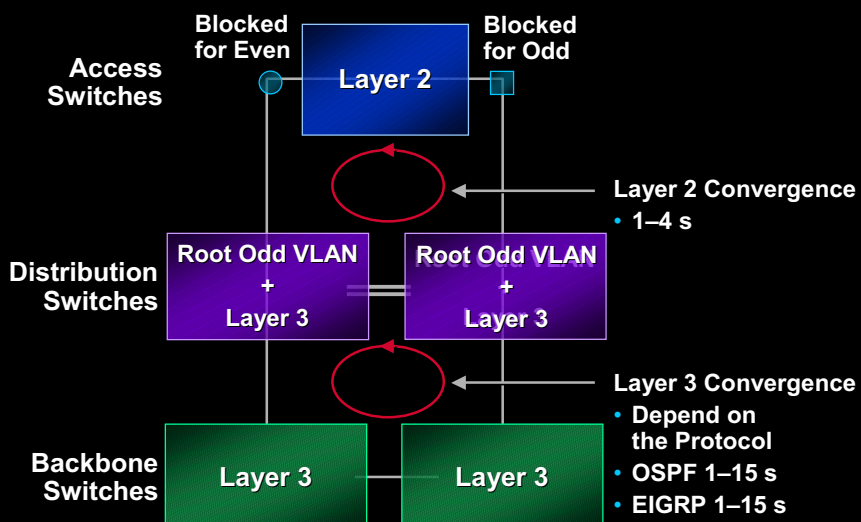 Blocked
for Even
Blocked
for Odd
Access
Switches
Layer 2
Layer 2 Convergence
• 1–4 s
Distribution
Switches
Root Odd VLAN
+
Layer 3
Root Odd VLAN
+
Layer 3
Layer 3 Convergence
• Depend on
the Protocol
• OSPF 1–15 s
• EIGRP 1–15 s
Backbone
Switches
Layer 3
Layer 3